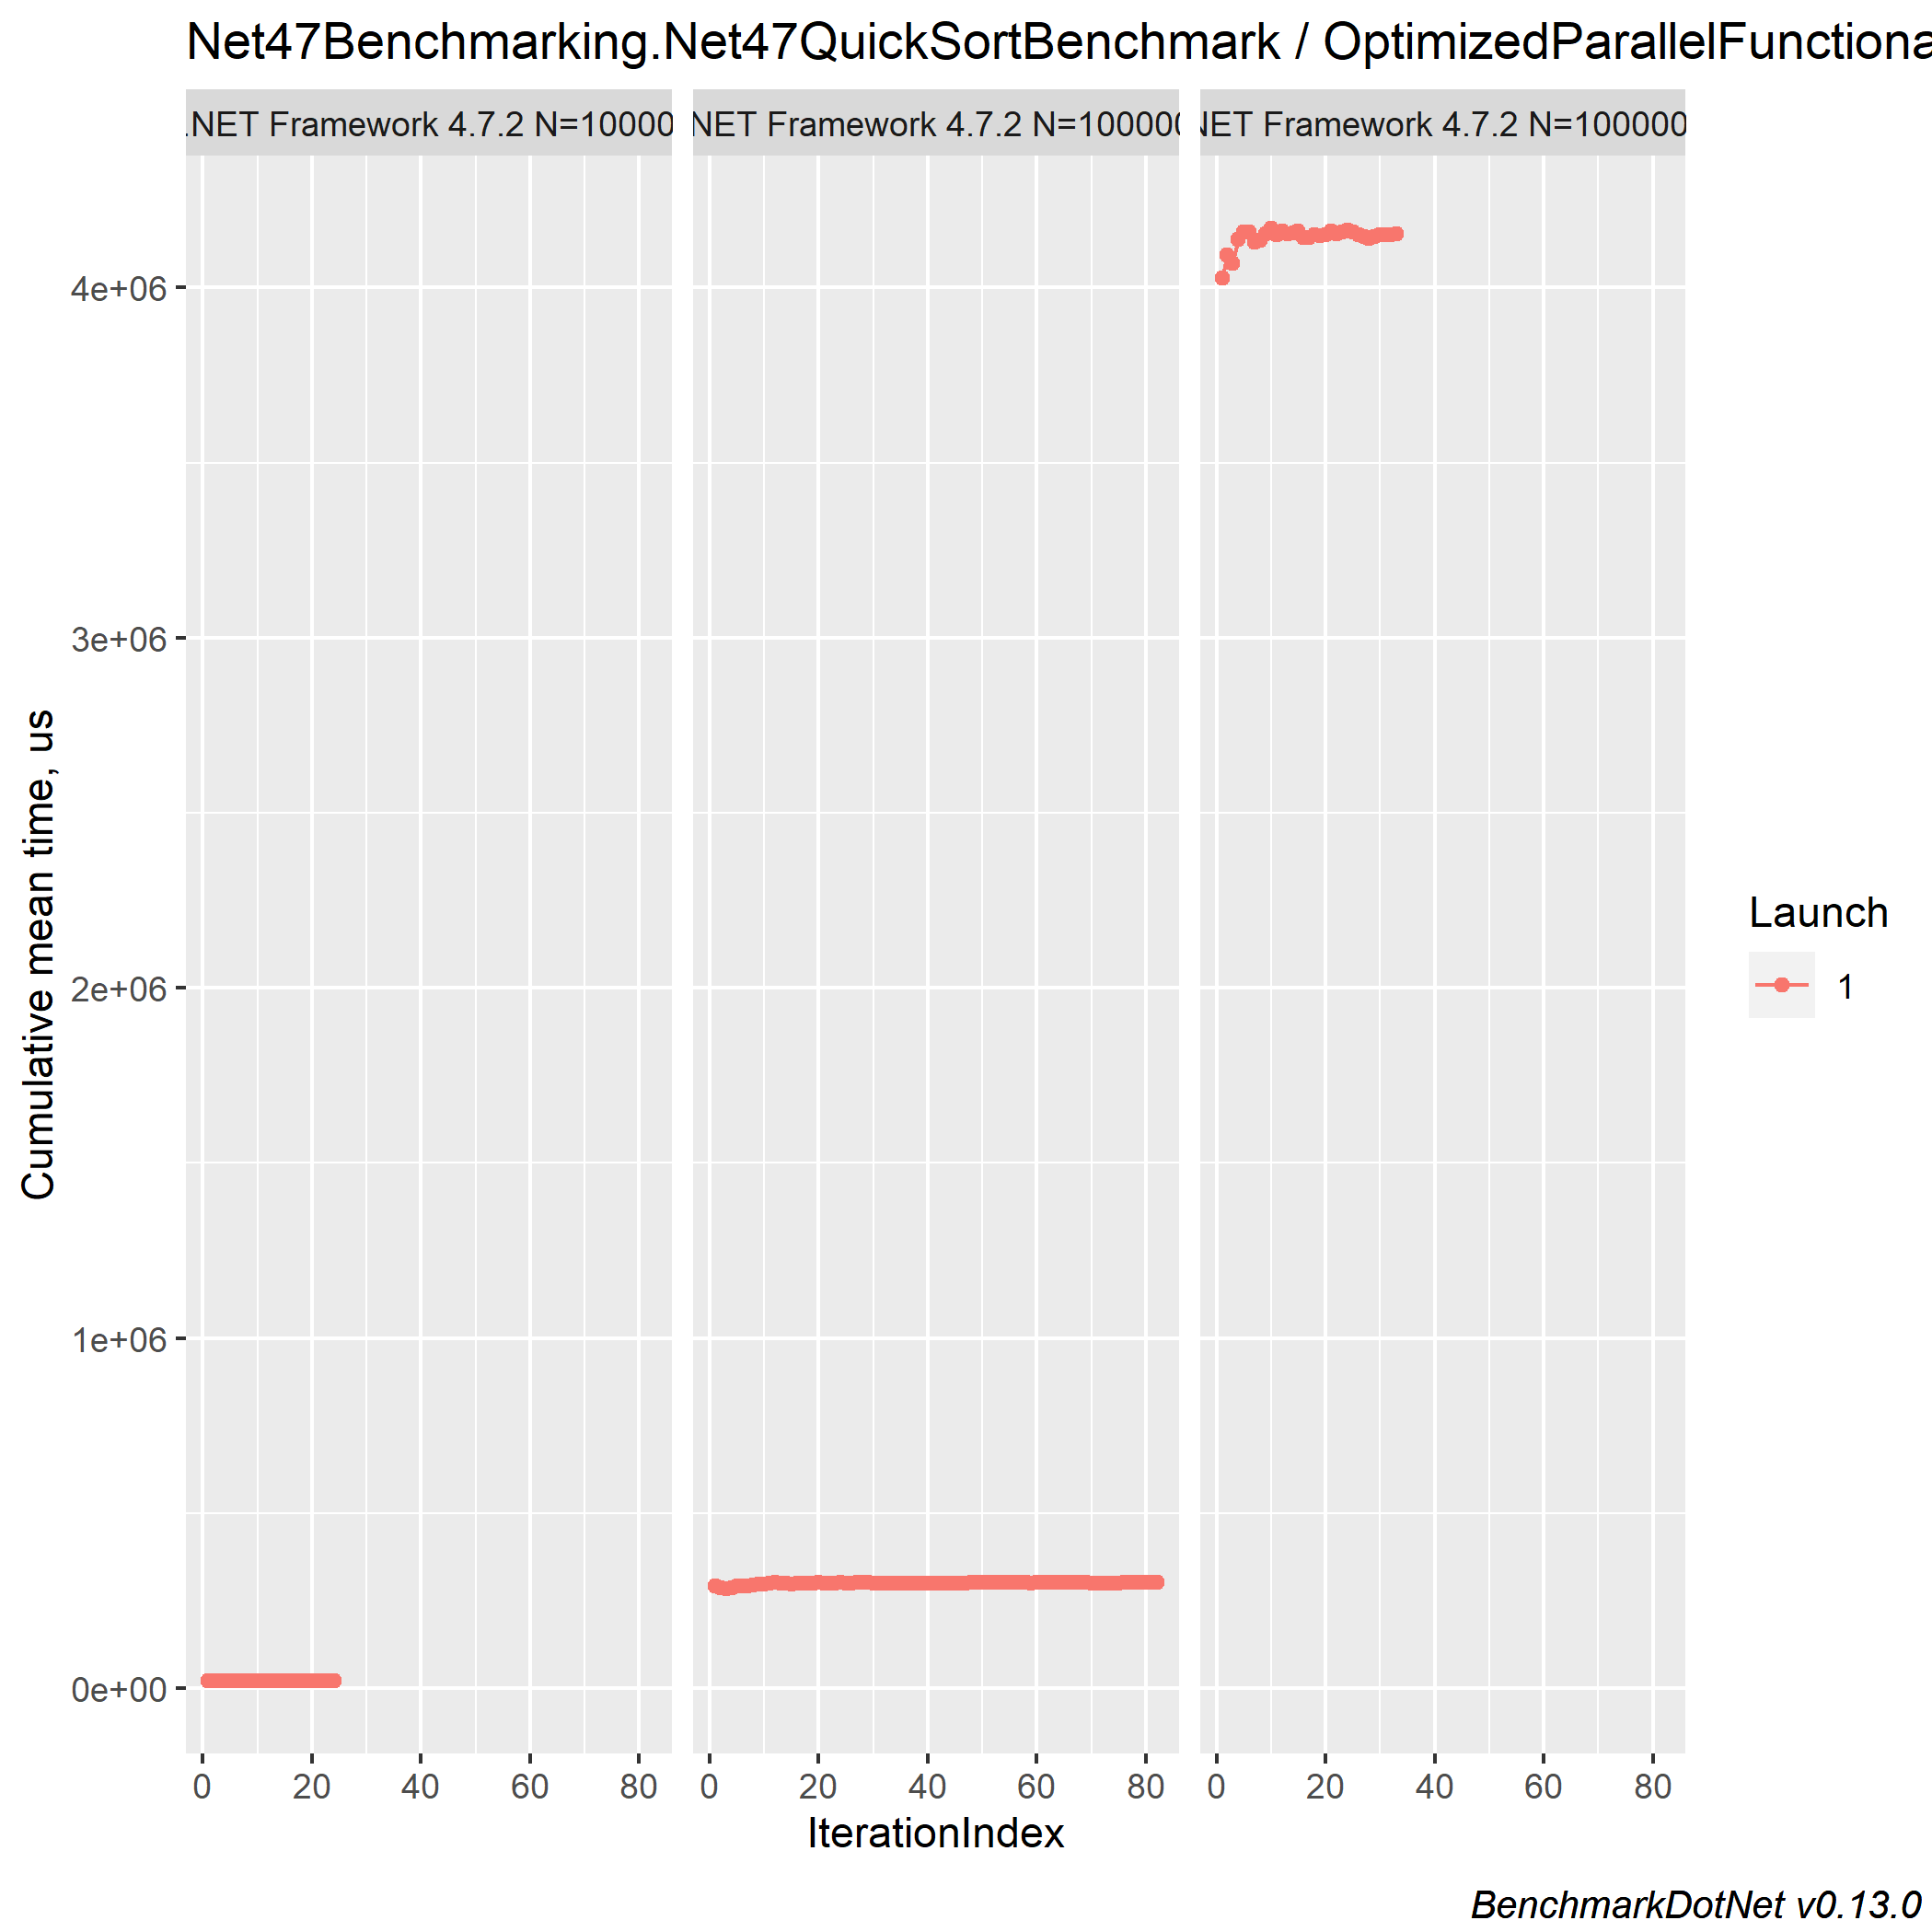 Net47Benchmarking.Net47QuickSortBenchmark / OptimizedParallelFunctiona
.NET Framework 4.7.2 N=10000
NET Framework 4.7.2 N=100000
NET Framework 4.7.2 N=100000
4e+06
3e+06
2e+06
1e+06
0e+00
Cumulative mean time, us
0 20 40 60 80
0 20 40 60 80
0 20 40 60 80
IterationIndex
Launch
1
BenchmarkDotNet v0.13.0